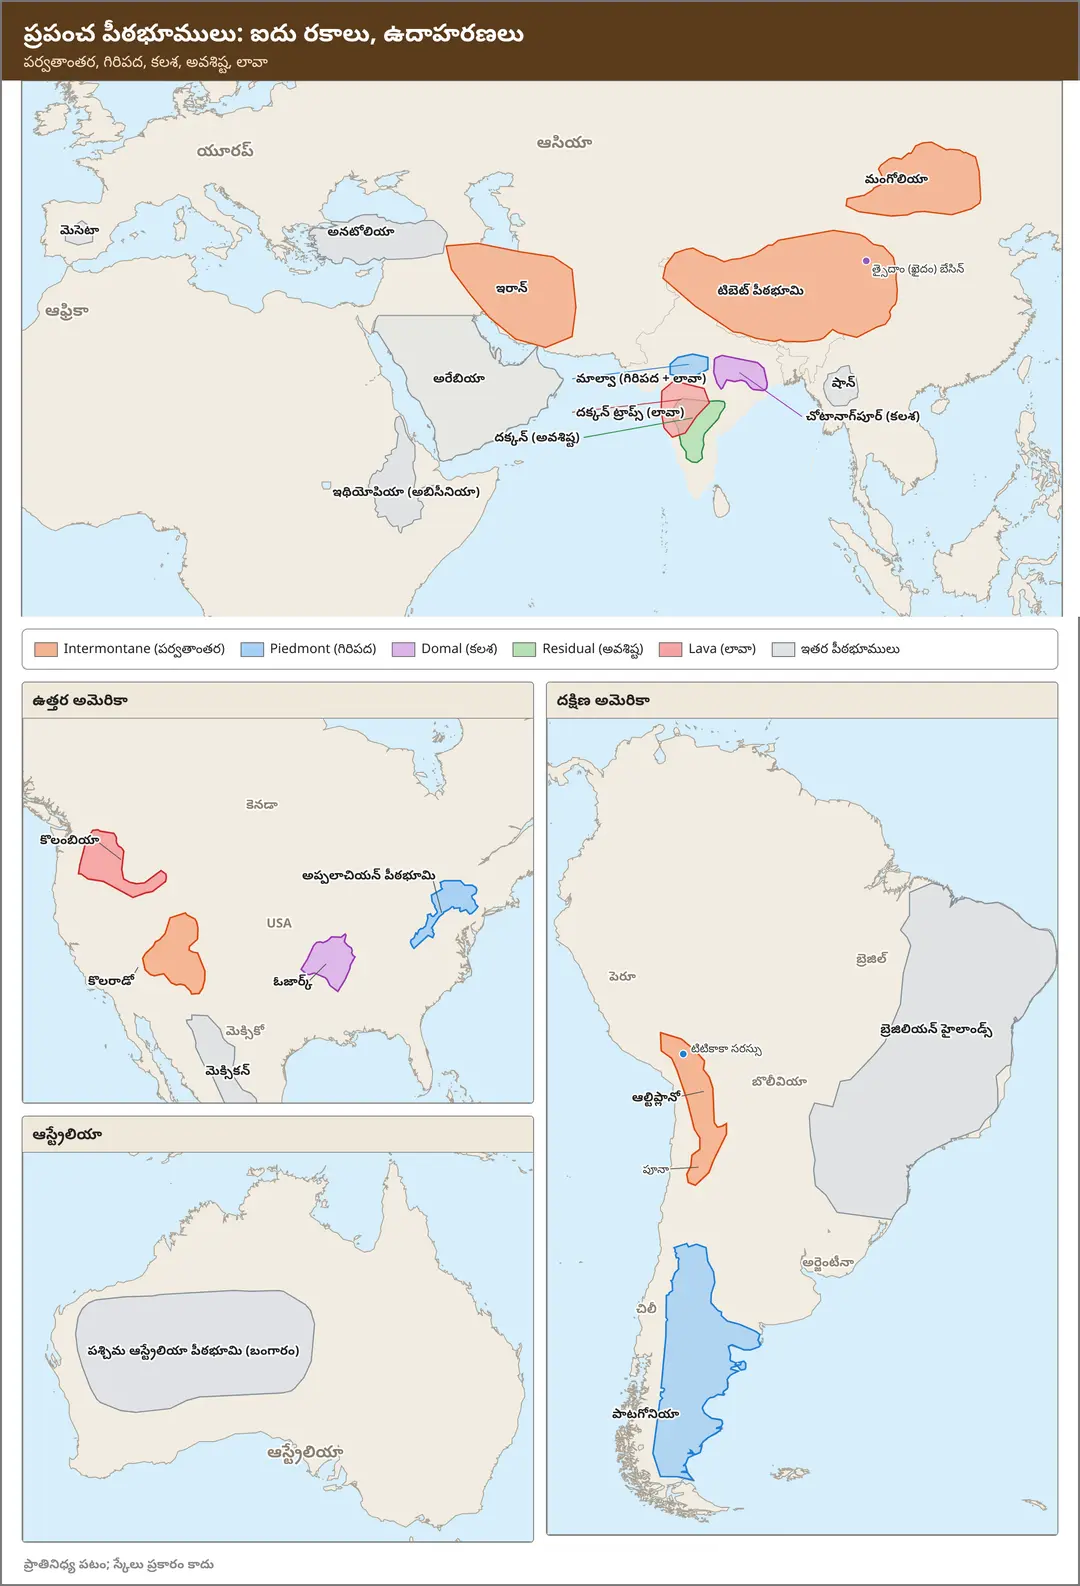 ప్రపంచ పీఠభూములు: ఐదు రకాలు, ఉదాహరణలు
పర్వతాంతర, గిరిపద, కలశ, అవశిష్ట, లావా
యూరప్
ఆసియా
మంగోలియా
మెసెటా
అనటోలియా
త్సైదాం (ఖైదం) బేసిన్
ఇరాన్
టిబెట్ పీఠభూమి
ఆఫ్రికా
అరేబియా
మాల్వా (గిరిపద + లావా)
షాన్
దక్కన్ ట్రాప్స్ (లావా)
చోటానాగ్‌పూర్ (కలశ)
దక్కన్ (అవశిష్ట)
ఇథియోపియా (అబిసీనియా)
Intermontane (పర్వతాంతర)
Piedmont (గిరిపద)
Domal (కలశ)
Residual (అవశిష్ట)
Lava (లావా)
ఇతర పీఠభూములు
ఉత్తర అమెరికా
కెనడా
కొలంబియా
అప్పలాచియన్ పీఠభూమి
USA
కొలరాడో
ఓజార్క్
మెక్సికో
మెక్సికన్
దక్షిణ అమెరికా
బ్రెజిల్
పెరూ
బ్రెజిలియన్ హైలాండ్స్
టిటికాకా సరస్సు
బొలీవియా
ఆల్టిప్లానో
పూనా
అర్జెంటీనా
చిలీ
పాటగోనియా
ఆస్ట్రేలియా
పశ్చిమ ఆస్ట్రేలియా పీఠభూమి (బంగారం)
ఆస్ట్రేలియా
ప్రాతినిధ్య పటం; స్కేలు ప్రకారం కాదు